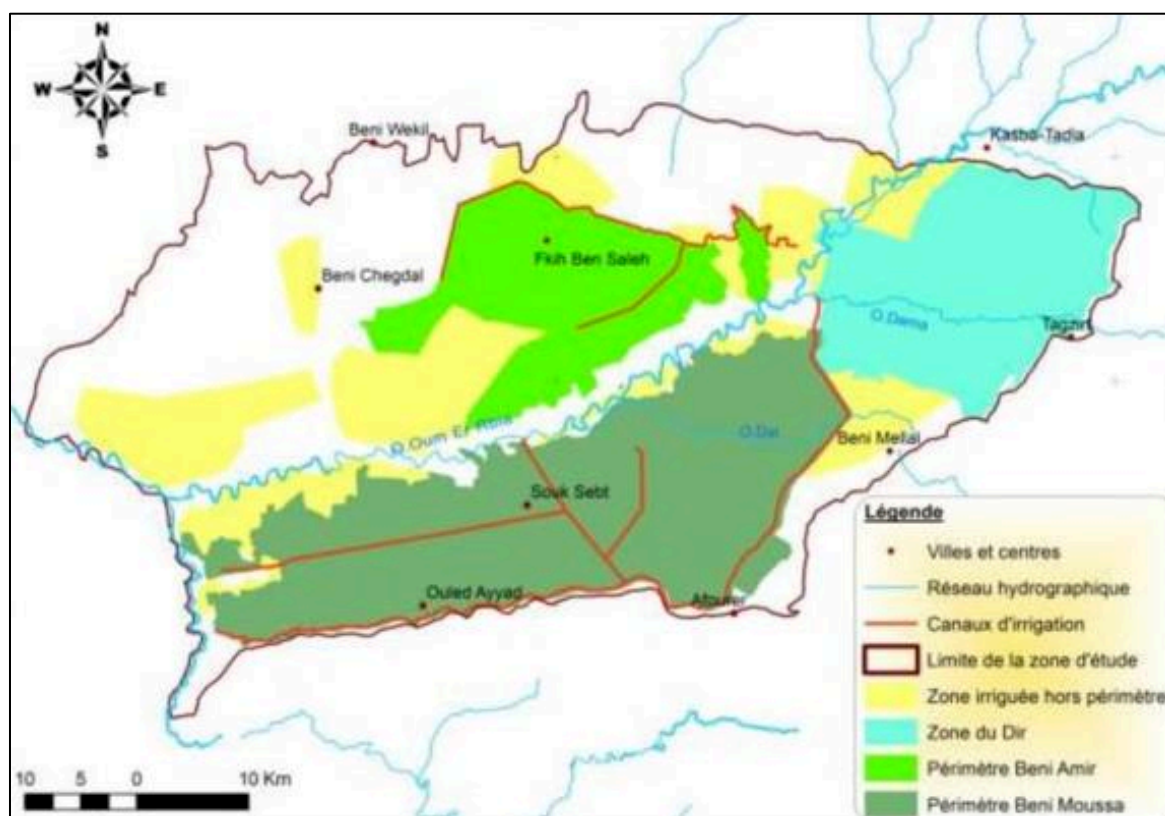 N
W E
S
Beni Wekil
Kasba-Tadla
Fkih Ben Saleh
Beni Chegdal
O.Derna
Tagzirt
O.Oum Er Rbia
O.Dai
Beni Mellal
Souk Sebt
Ouled Ayyad
Afourer
Légende
Villes et centres
Réseau hydrographique
Canaux d'irrigation
Limite de la zone d'étude
Zone irriguée hors périmètre
Zone du Dir
Périmètre Beni Amir
Périmètre Beni Moussa
10 5 0 10 Km